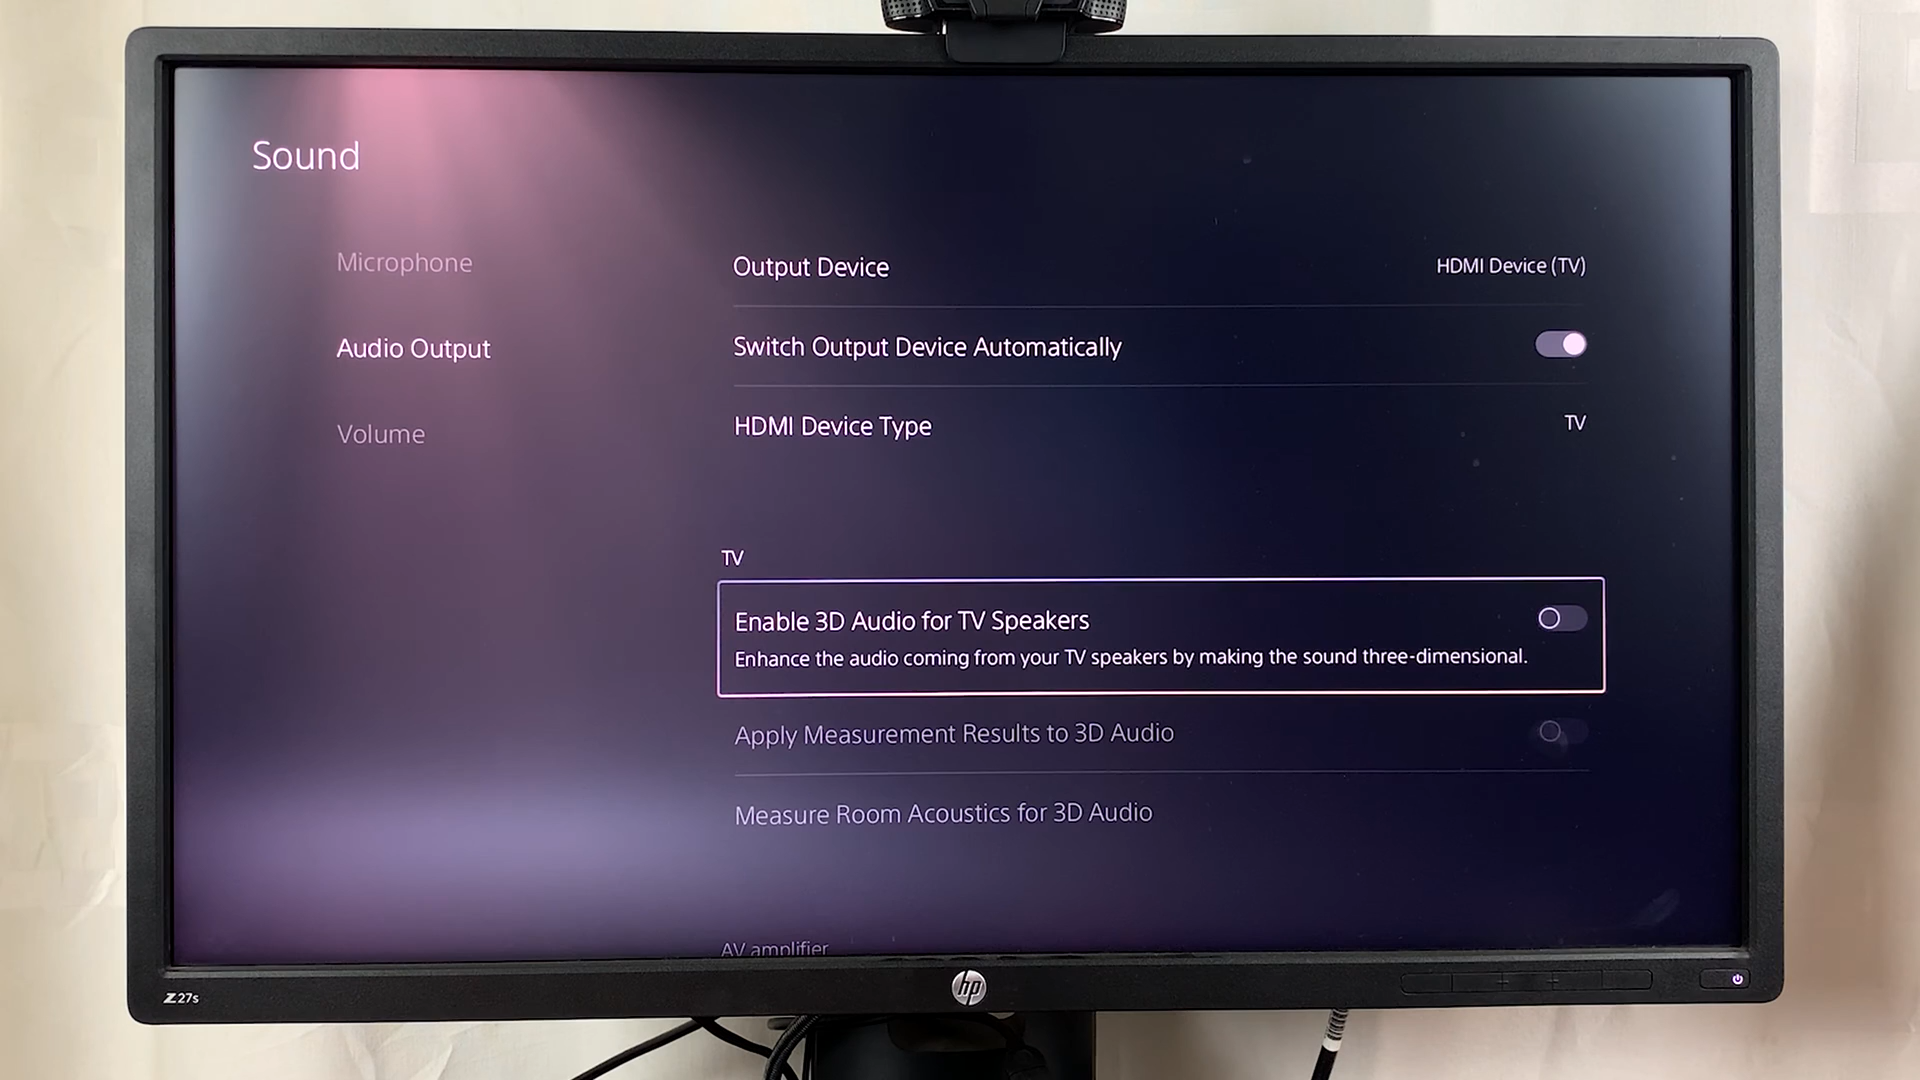 Sound
Microphone
Audio Output
Volume
Output Device
HDMI Device (TV)
Switch Output Device Automatically
HDMI Device Type
TV
TV
Enable 3D Audio for TV Speakers
Enhance the audio coming from your TV speakers by making the sound three-dimensional.
Apply Measurement Results to 3D Audio
Measure Room Acoustics for 3D Audio
AV amplifier
Z27s
hp